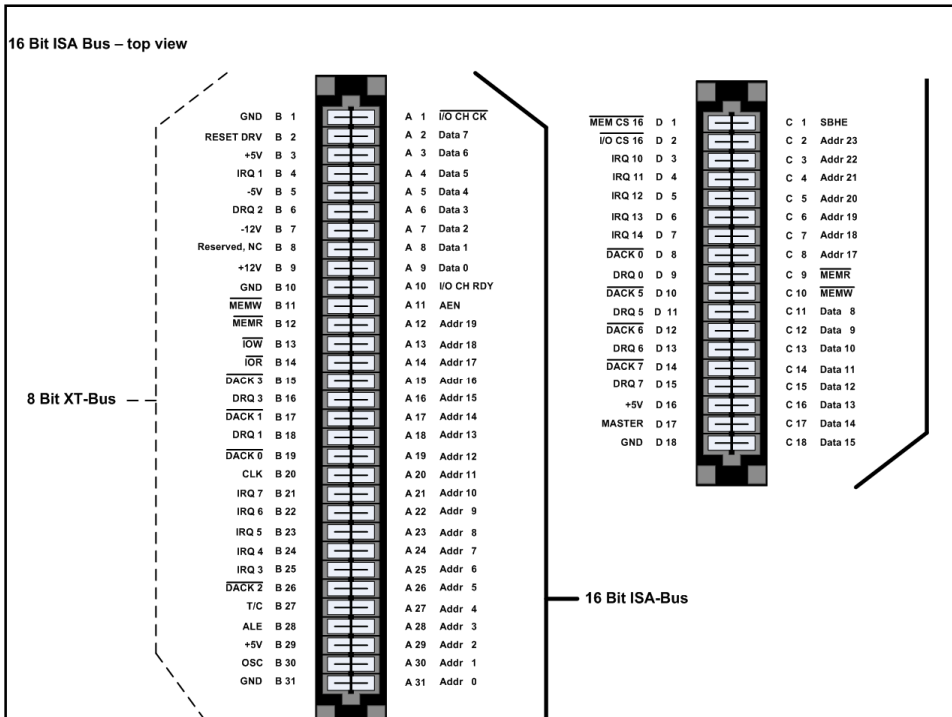 16 Bit ISA Bus – top view
GND B 1 A 1 I/O CH CK
RESET DRV B 2 A 2 Data 7
+5V B 3 A 3 Data 6
IRQ 1 B 4 A 4 Data 5
-5V B 5 A 5 Data 4
DRQ 2 B 6 A 6 Data 3
-12V B 7 A 7 Data 2
Reserved, NC B 8 A 8 Data 1
+12V B 9 A 9 Data 0
GND B 10 A 10 I/O CH RDY
MEMW B 11 A 11 AEN
MEMR B 12 A 12 Addr 19
IOW B 13 A 13 Addr 18
IOR B 14 A 14 Addr 17
DACK 3 B 15 A 15 Addr 16
DRQ 3 B 16 A 16 Addr 15
DACK 1 B 17 A 17 Addr 14
DRQ 1 B 18 A 18 Addr 13
DACK 0 B 19 A 19 Addr 12
CLK B 20 A 20 Addr 11
IRQ 7 B 21 A 21 Addr 10
IRQ 6 B 22 A 22 Addr 9
IRQ 5 B 23 A 23 Addr 8
IRQ 4 B 24 A 24 Addr 7
IRQ 3 B 25 A 25 Addr 6
DACK 2 B 26 A 26 Addr 5
T/C B 27 A 27 Addr 4
ALE B 28 A 28 Addr 3
+5V B 29 A 29 Addr 2
OSC B 30 A 30 Addr 1
GND B 31 A 31 Addr 0
8 Bit XT-Bus
MEM CS 16 D 1 C 1 SBHE
I/O CS 16 D 2 C 2 Addr 23
IRQ 10 D 3 C 3 Addr 22
IRQ 11 D 4 C 4 Addr 21
IRQ 12 D 5 C 5 Addr 20
IRQ 13 D 6 C 6 Addr 19
IRQ 14 D 7 C 7 Addr 18
DACK 0 D 8 C 8 Addr 17
DRQ 0 D 9 C 9 MEMR
DACK 5 D 10 C 10 MEMW
DRQ 5 D 11 C 11 Data 8
DACK 6 D 12 C 12 Data 9
DRQ 6 D 13 C 13 Data 10
DACK 7 D 14 C 14 Data 11
DRQ 7 D 15 C 15 Data 12
+5V D 16 C 16 Data 13
MASTER D 17 C 17 Data 14
GND D 18 C 18 Data 15
16 Bit ISA-Bus